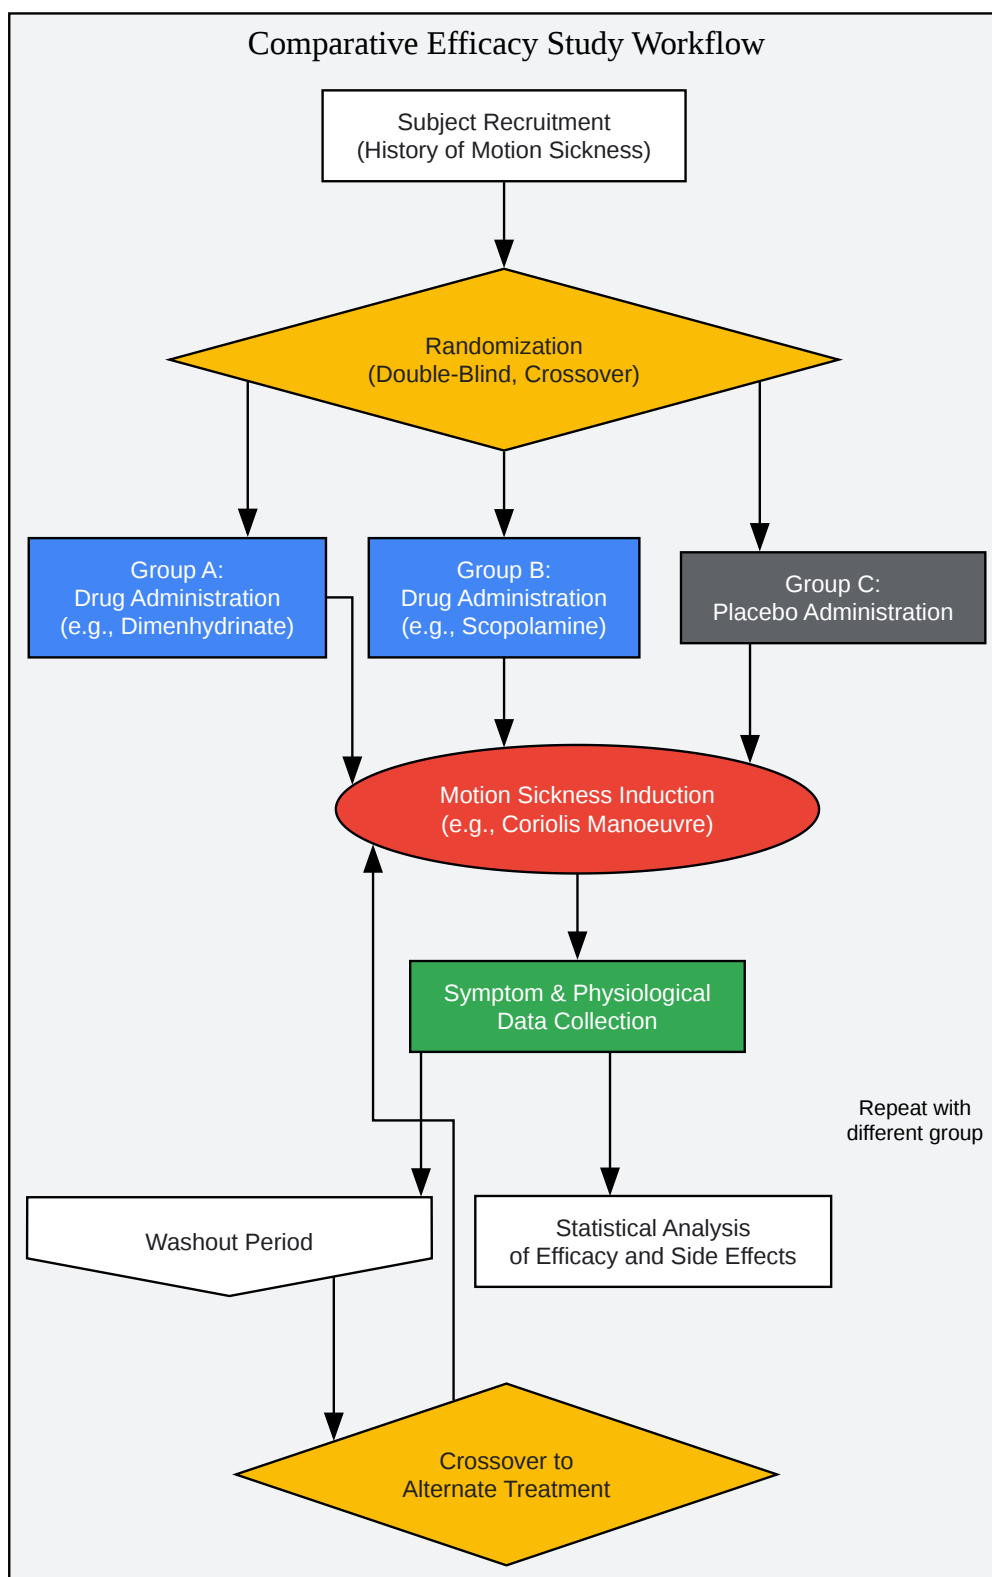 Comparative Efficacy Study Workflow
Subject Recruitment
(History of Motion Sickness)
Randomization
(Double-Blind, Crossover)
Group A:
Drug Administration
(e.g., Dimenhydrinate)
Group B:
Drug Administration
(e.g., Scopolamine)
Group C:
Placebo Administration
Motion Sickness Induction
(e.g., Coriolis Manoeuvre)
Symptom & Physiological
Data Collection
Repeat with
different group
Washout Period
Statistical Analysis
of Efficacy and Side Effects
Crossover to
Alternate Treatment